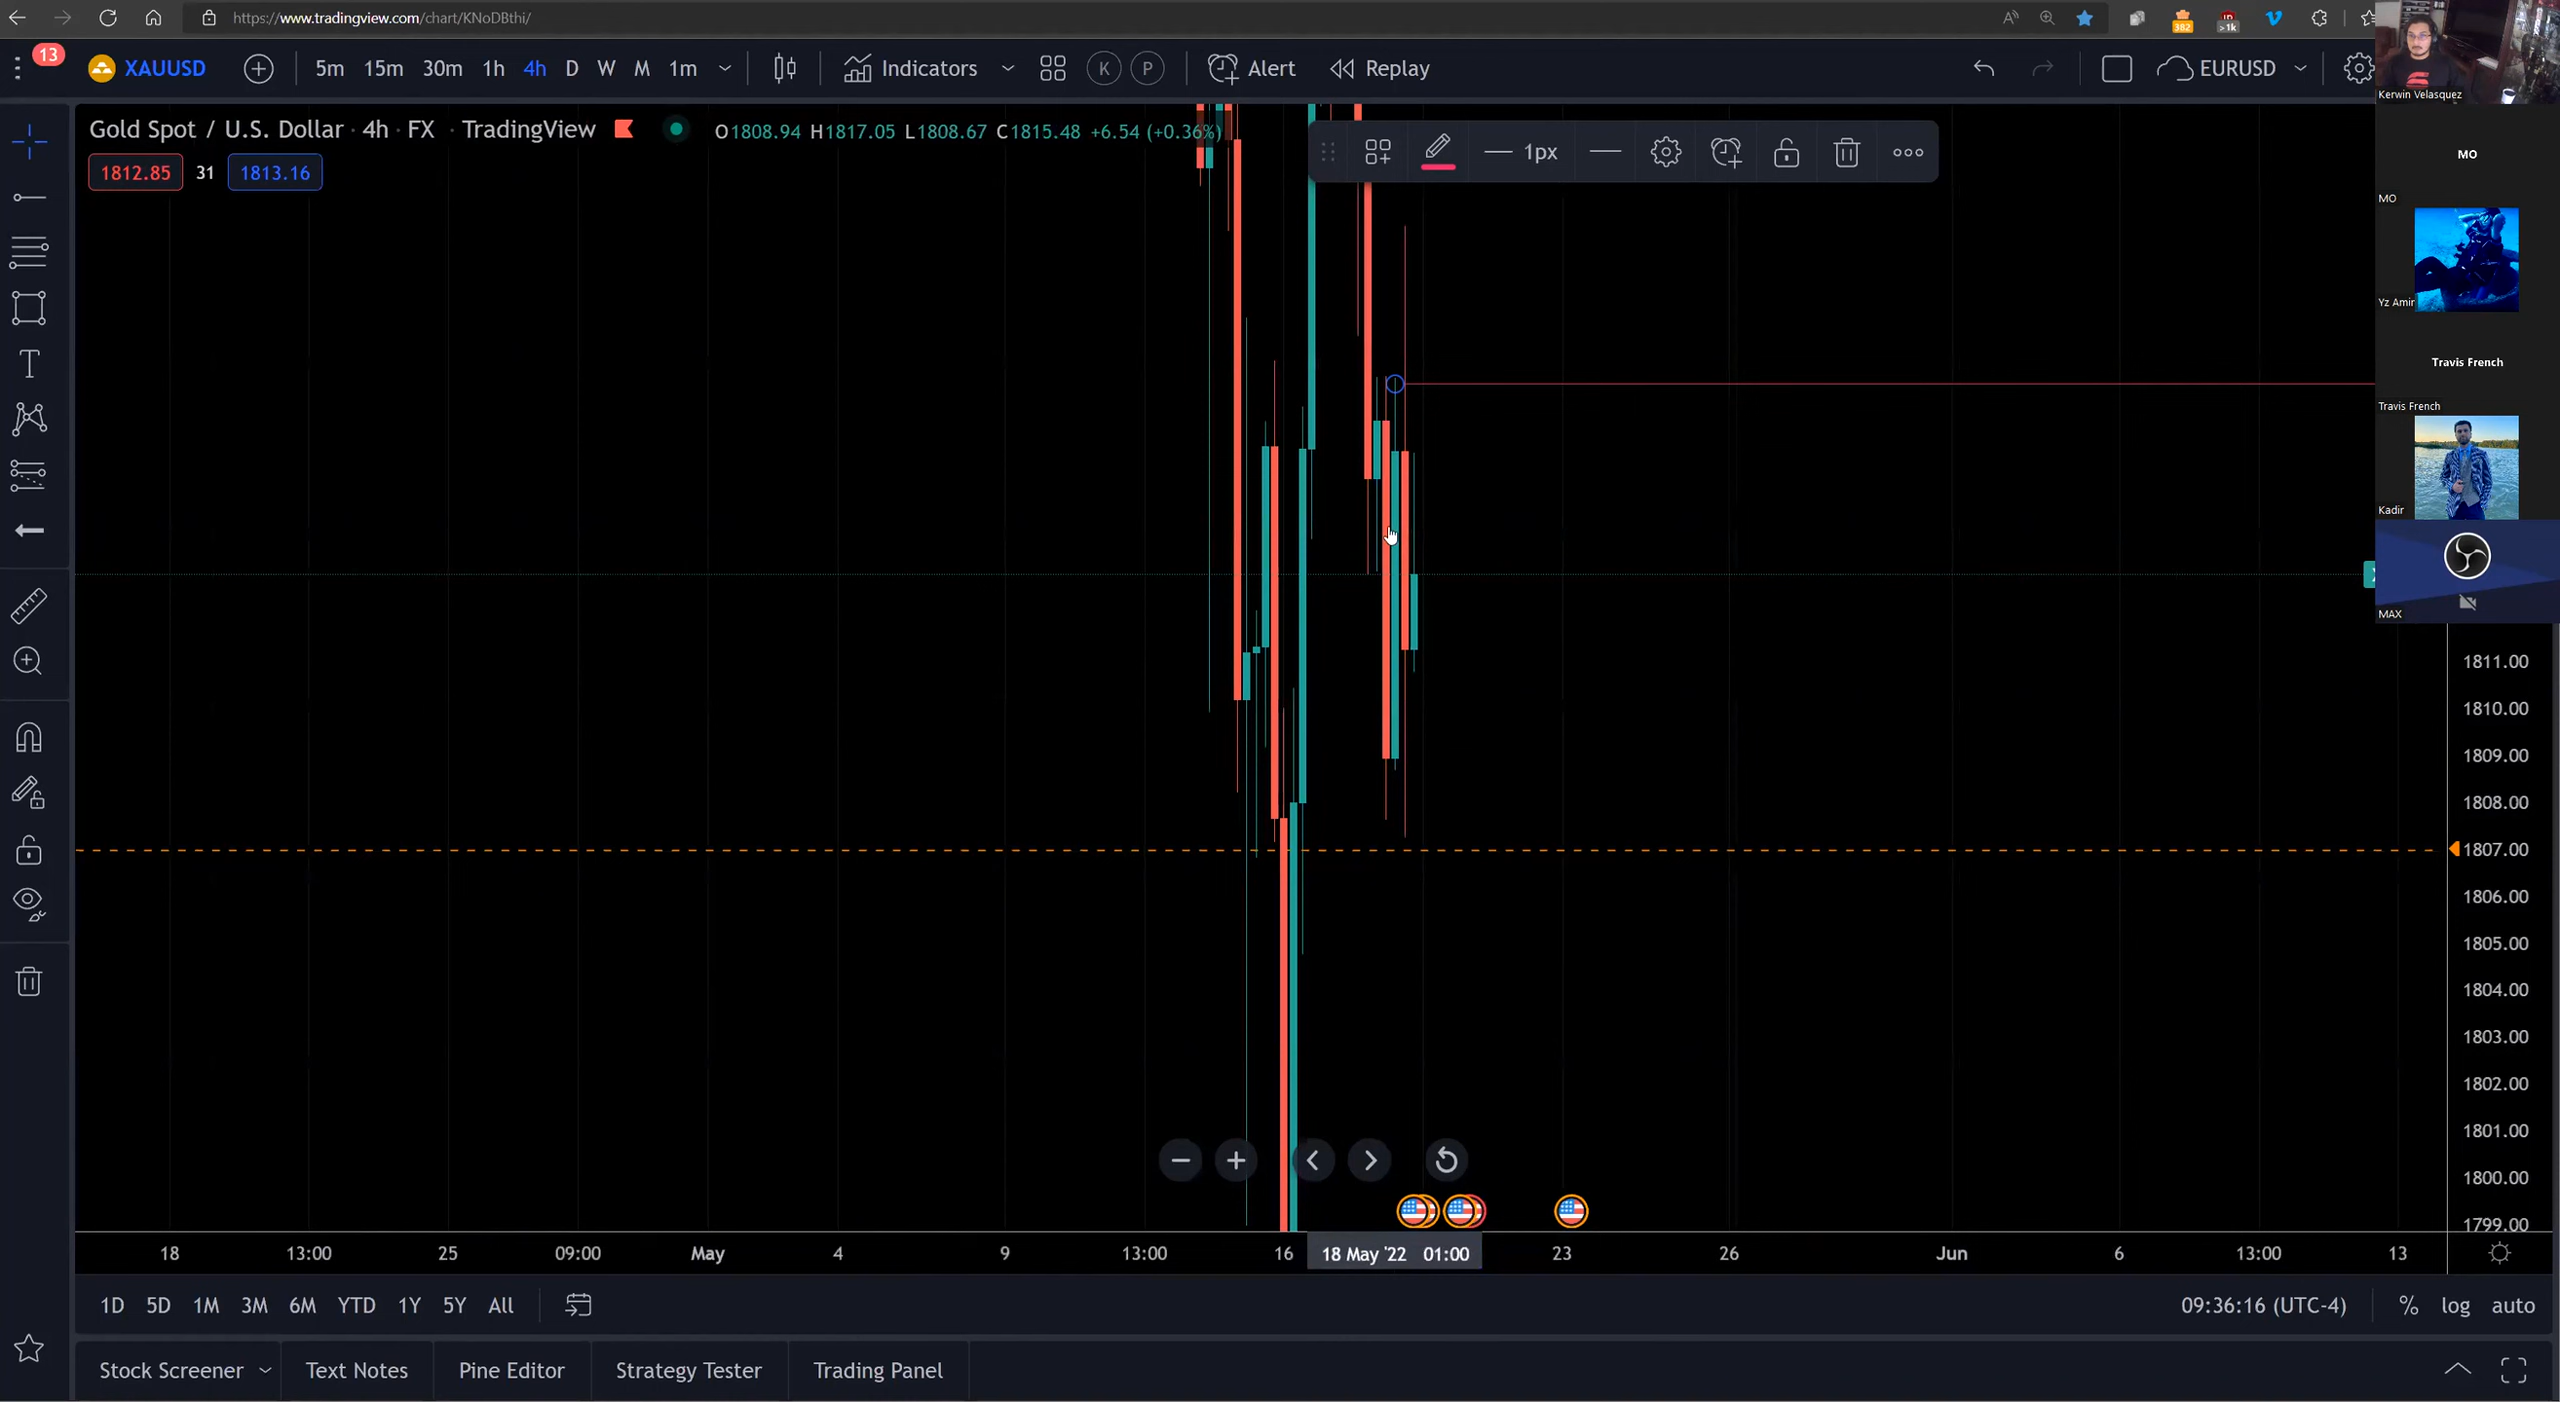 https://www.tradingview.com/chart/KNoDBthi/
382
>1k
13
XAUUSD
5m 15m 30m 1h 4h D W M 1m
Indicators
K P
Alert
Replay
EURUSD
Kerwin Velasquez
Gold Spot / U.S. Dollar · 4h · FX · TradingView
O1808.94 H1817.05 L1808.67 C1815.48 +6.54 (+0.36%)
1px
1812.85 31 1813.16
MO
MO
Yz Amir
Travis French
Travis French
Kadir
MAX
1811.00
1810.00
1809.00
1808.00
1807.00
1806.00
1805.00
1804.00
1803.00
1802.00
1801.00
1800.00
1799.00
18 13:00 25 09:00 May 4 9 13:00 16 18 May '22 01:00 23 26 Jun 6 13:00 13
1D 5D 1M 3M 6M YTD 1Y 5Y All
09:36:16 (UTC-4) % log auto
Stock Screener Text Notes Pine Editor Strategy Tester Trading Panel